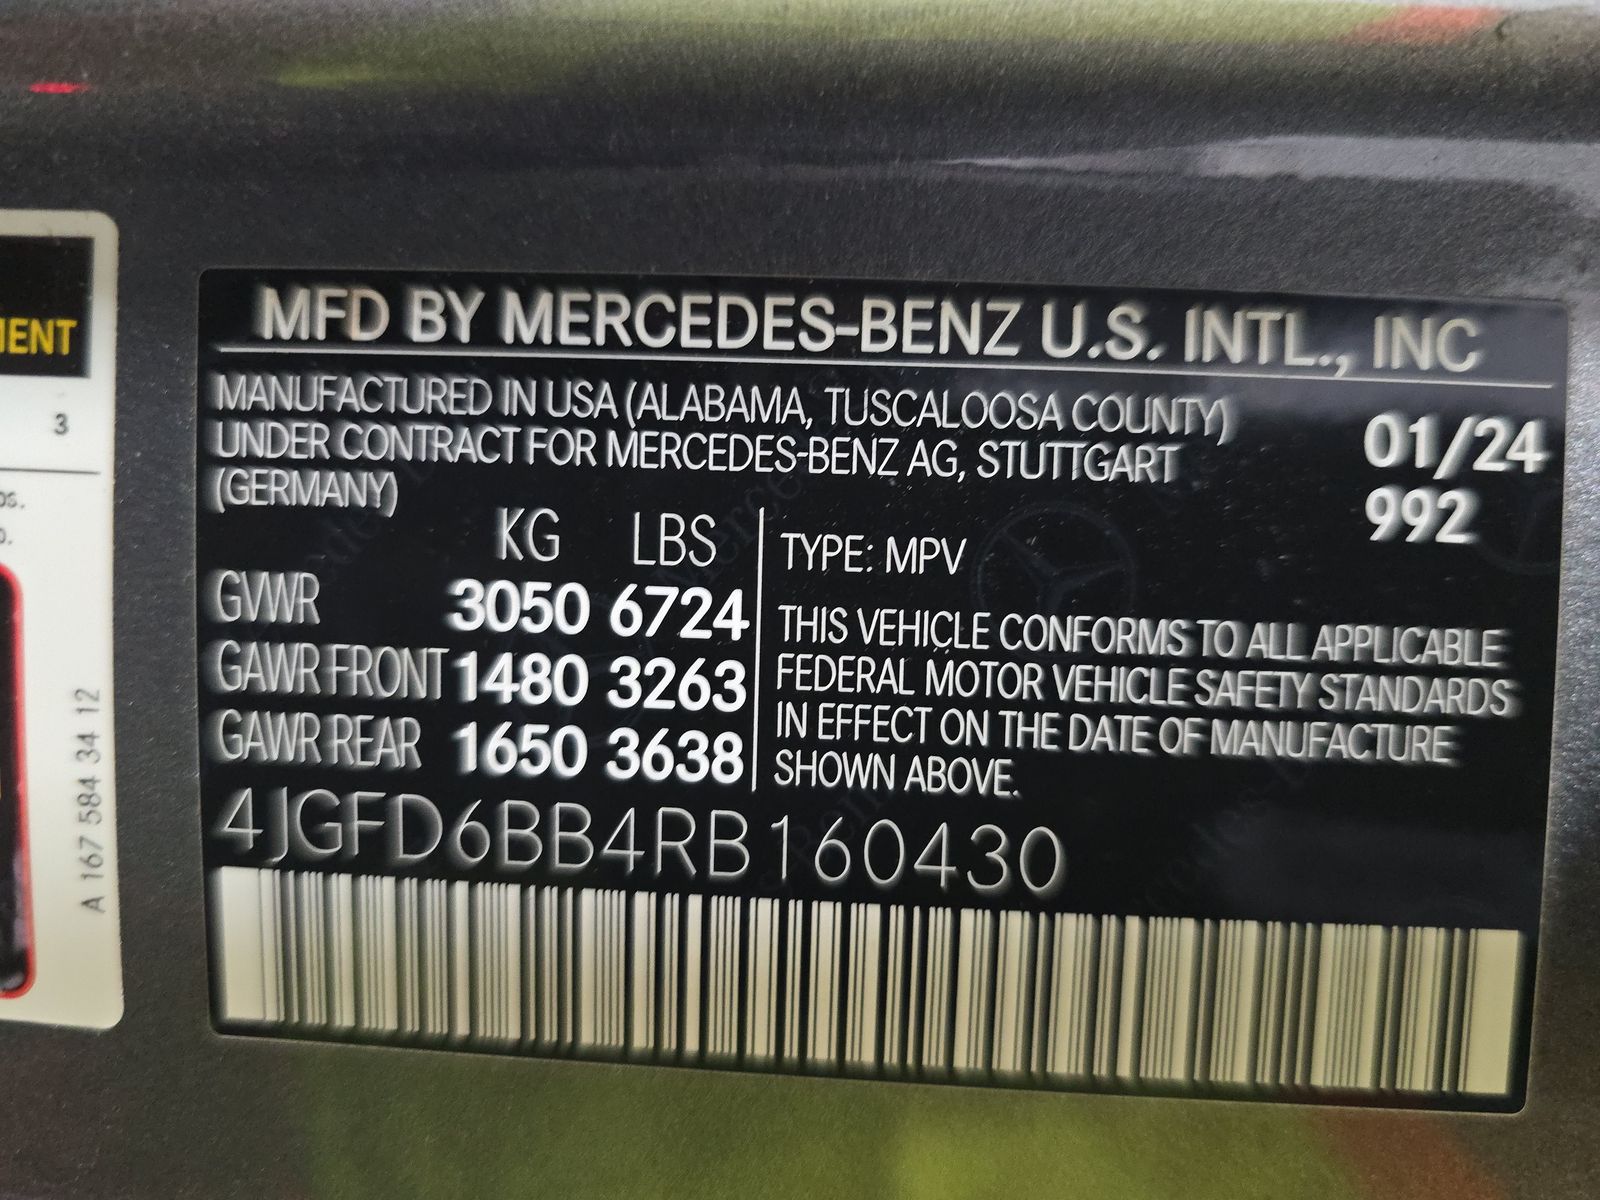 MENT
3
os.
o.
A 167 584 34 12
MFD BY MERCEDES-BENZ U.S. INTL., INC
MANUFACTURED IN USA (ALABAMA, TUSCALOOSA COUNTY)
UNDER CONTRACT FOR MERCEDES-BENZ AG, STUTTGART
(GERMANY)
01/24
992
KG LBS
GVWR 3050 6724
GAWR FRONT 1480 3263
GAWR REAR 1650 3638
TYPE: MPV
THIS VEHICLE CONFORMS TO ALL APPLICABLE
FEDERAL MOTOR VEHICLE SAFETY STANDARDS
IN EFFECT ON THE DATE OF MANUFACTURE
SHOWN ABOVE.
4JGFD6BB4RB160430